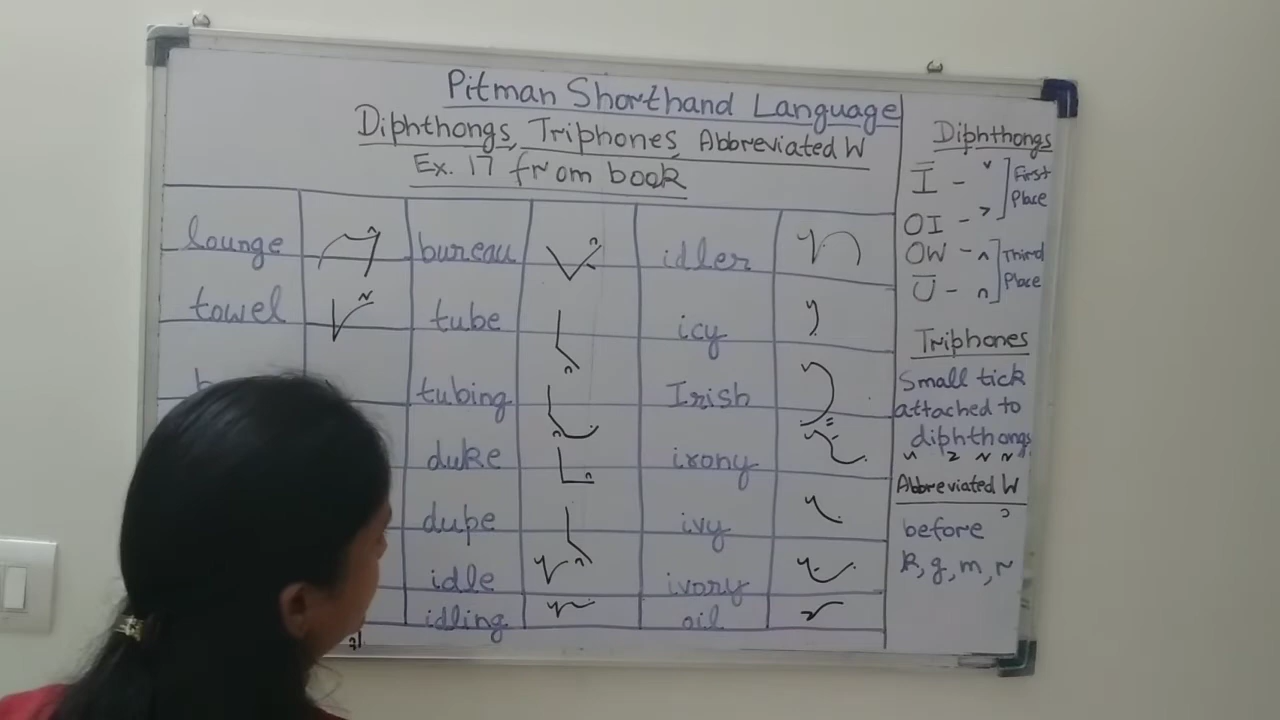 Pitman Shorthand Language
Diphthongs, Triphones, Abbreviated W
Ex. 17 from book
lounge bureau idler
towel tube icy
tubing Irish
duke irony
dupe ivy
idle ivory
idling oil
Diphthongs
Ī - First
OI - Place
OW - Third
Ū - Place
Triphones
Small tick
attached to
diphthongs
Abbreviated W
before
k, g, m, r